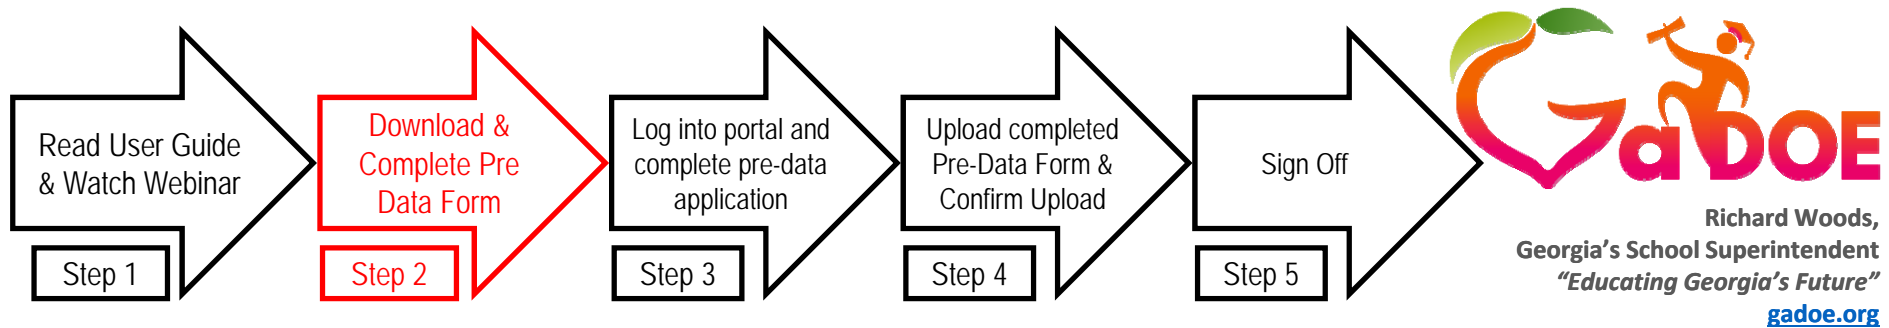 Read User Guide
& Watch Webinar
Step 1
Download &
Complete Pre
Data Form
Step 2
Log into portal and
complete pre-data
application
Step 3
Upload completed
Pre-Data Form &
Confirm Upload
Step 4
Sign Off
Step 5
GaDOE
Richard Woods,
Georgia’s School Superintendent
“Educating Georgia’s Future”
gadoe.org